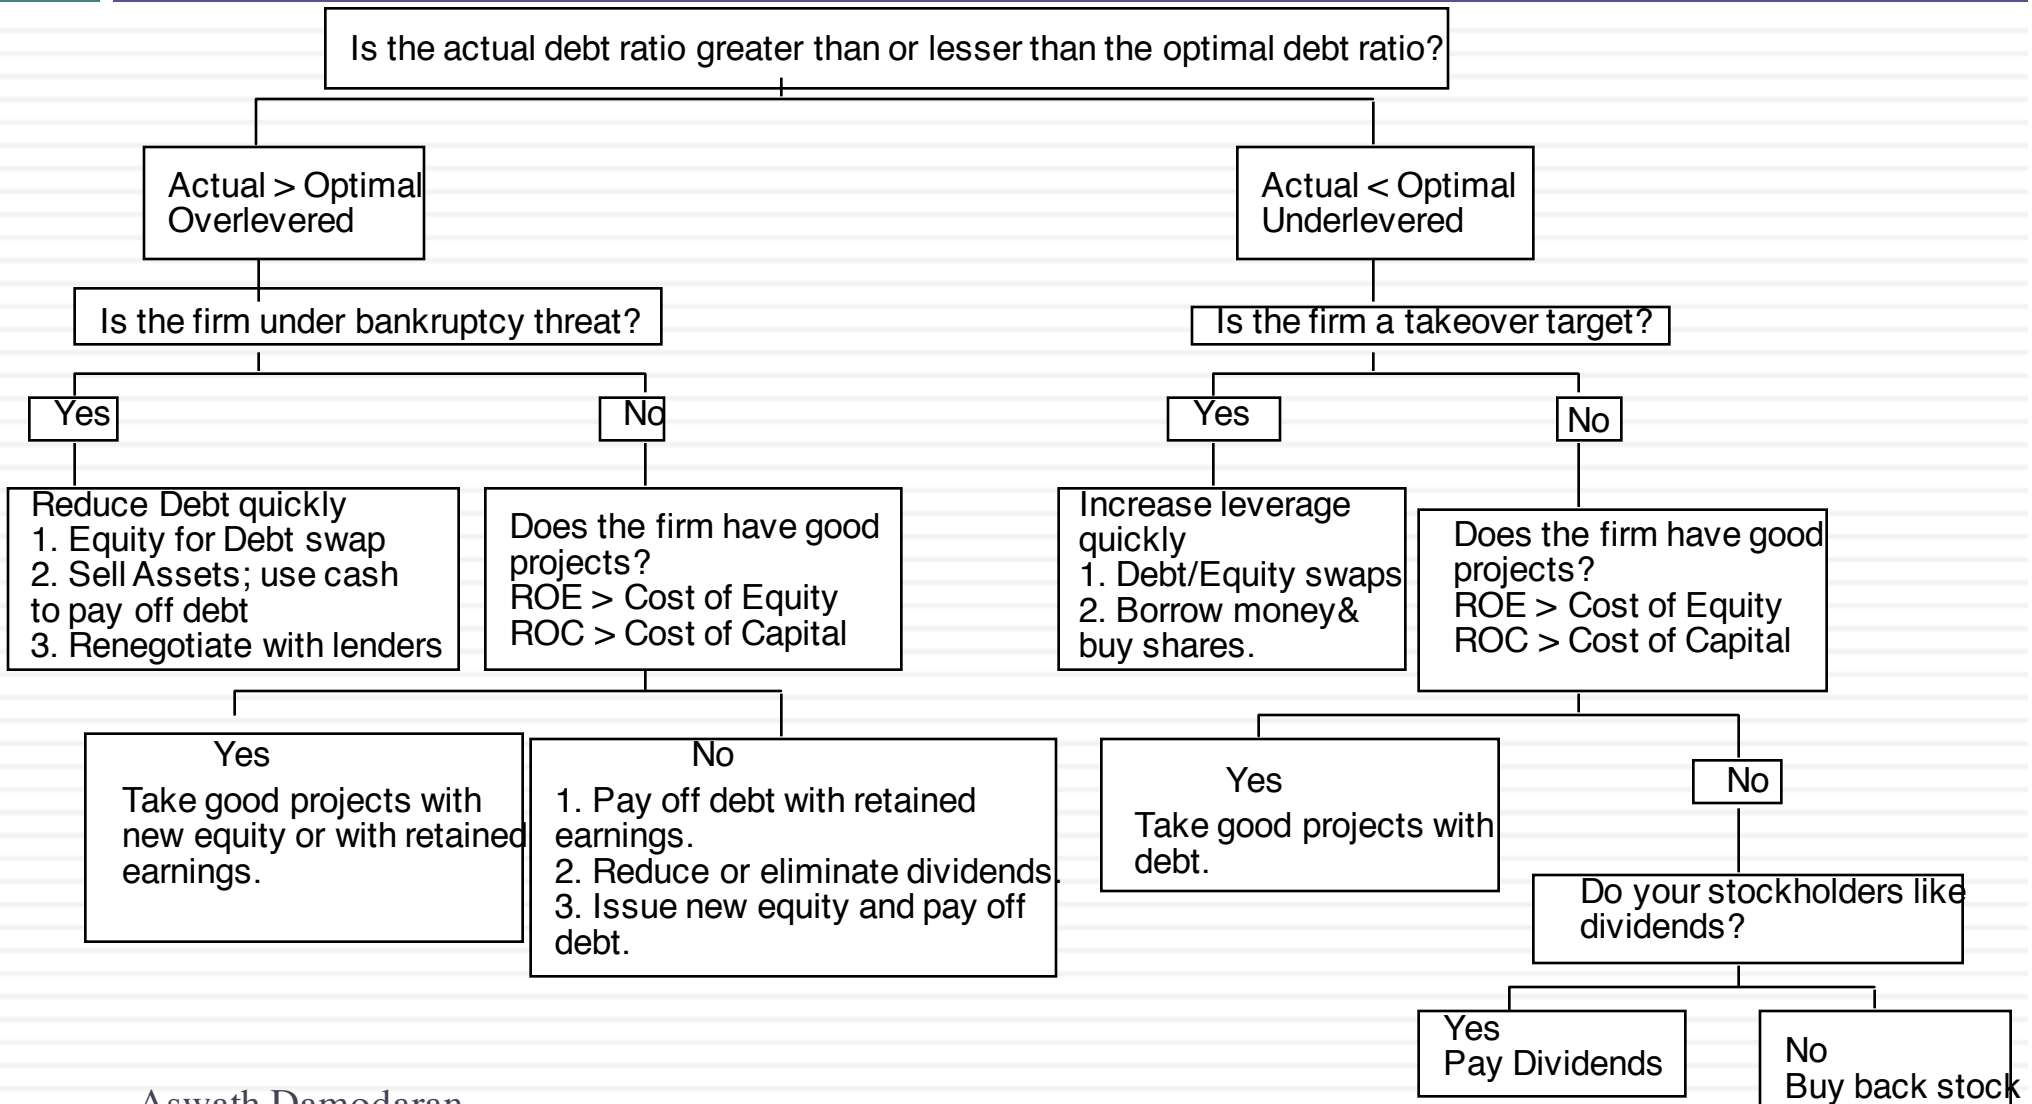 Is the actual debt ratio greater than or lesser than the optimal debt ratio?
Actual > Optimal
Overlevered
Actual < Optimal
Underlevered
Is the firm under bankruptcy threat?
Is the firm a takeover target?
Yes
No
Yes
No
Reduce Debt quickly
1. Equity for Debt swap
2. Sell Assets; use cash
to pay off debt
3. Renegotiate with lenders
Does the firm have good
projects?
ROE > Cost of Equity
ROC > Cost of Capital
Increase leverage
quickly
1. Debt/Equity swaps
2. Borrow money&
buy shares.
Does the firm have good
projects?
ROE > Cost of Equity
ROC > Cost of Capital
Yes
Take good projects with
new equity or with retained
earnings.
No
1. Pay off debt with retained
earnings.
2. Reduce or eliminate dividends.
3. Issue new equity and pay off
debt.
Yes
Take good projects with
debt.
No
Do your stockholders like
dividends?
Yes
Pay Dividends
No
Buy back stock
Aswath Damodaran